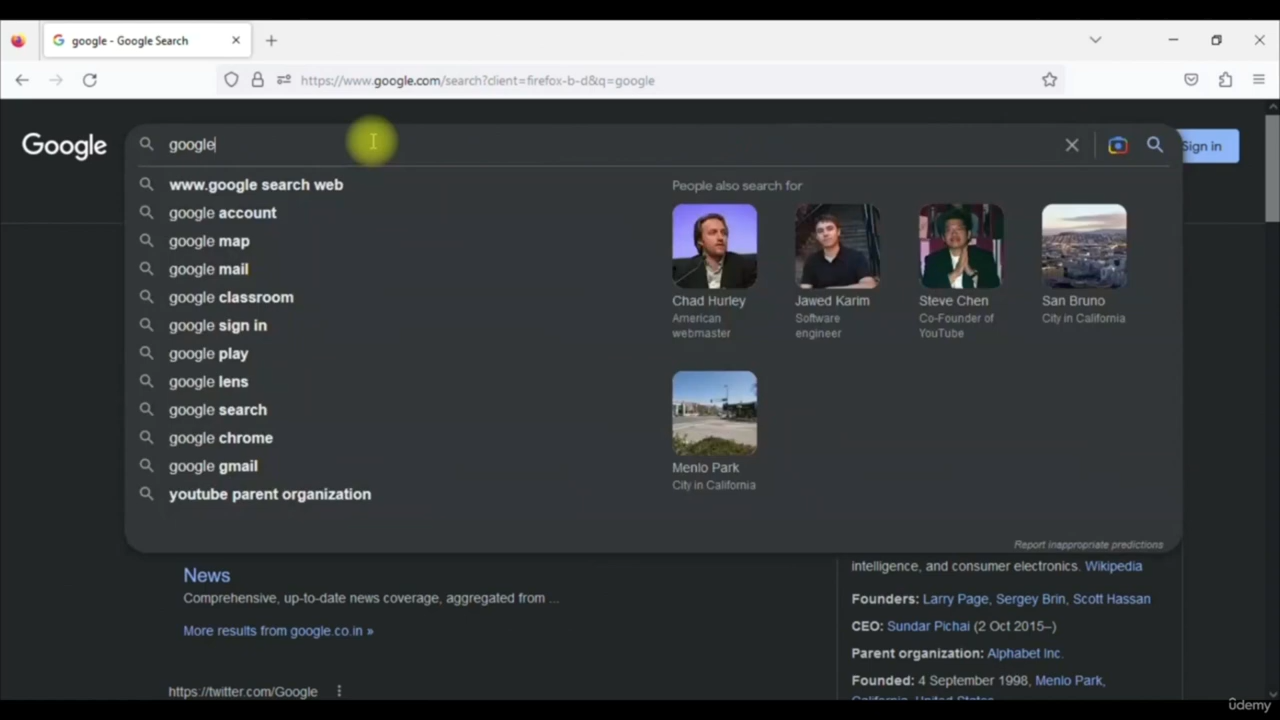 google - Google Search
https://www.google.com/search?client=firefox-b-d&q=google
Google
google
Sign in
www.google search web
google account
google map
google mail
google classroom
google sign in
google play
google lens
google search
google chrome
google gmail
youtube parent organization
People also search for
Chad Hurley
American
webmaster
Jawed Karim
Software
engineer
Steve Chen
Co-Founder of
YouTube
San Bruno
City in California
Menlo Park
City in California
Report inappropriate predictions
News
Comprehensive, up-to-date news coverage, aggregated from ...
More results from google.co.in »
https://twitter.com/Google
intelligence, and consumer electronics. Wikipedia
Founders: Larry Page, Sergey Brin, Scott Hassan
CEO: Sundar Pichai (2 Oct 2015–)
Parent organization: Alphabet Inc.
Founded: 4 September 1998, Menlo Park,
California, United States
ûdemy